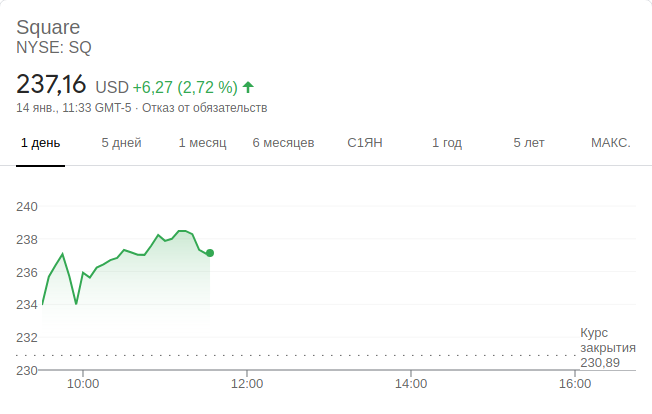 Square
NYSE: SQ
237,16 USD +6,27 (2,72 %)
14 янв., 11:33 GMT-5 · Отказ от обязательств
1 день 5 дней 1 месяц 6 месяцев С1ЯН 1 год 5 лет МАКС.
240
238
236
234
232
Курс
закрытия
230,89
230
10:00 12:00 14:00 16:00